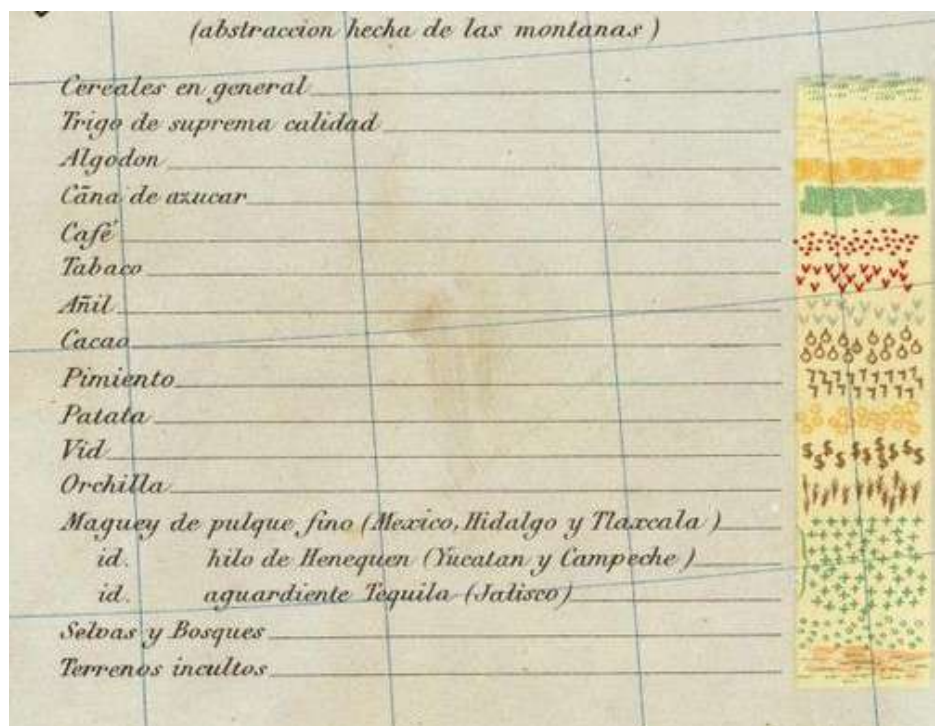 (abstraccion hecha de las montanas)
Cereales en general
Trigo de suprema calidad
Algodon
Cãna de azucar
Café
Tabaco
Añil
Cacao
Pimiento
Patata
Vid
Orchilla
Maguey de pulque fino (Mexico, Hidalgo y Tlaxcala)
id. hilo de Henequen (Yucatan y Campeche)
id. aguardiente Tequila (Jalisco)
Selvas y Bosques
Terrenos incultos